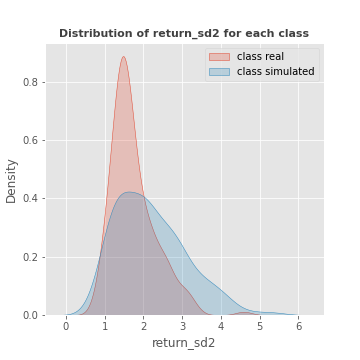 Distribution of return_sd2 for each class
class real
class simulated
0.8
0.6
0.4
0.2
0.0
Density
0 1 2 3 4 5 6
return_sd2